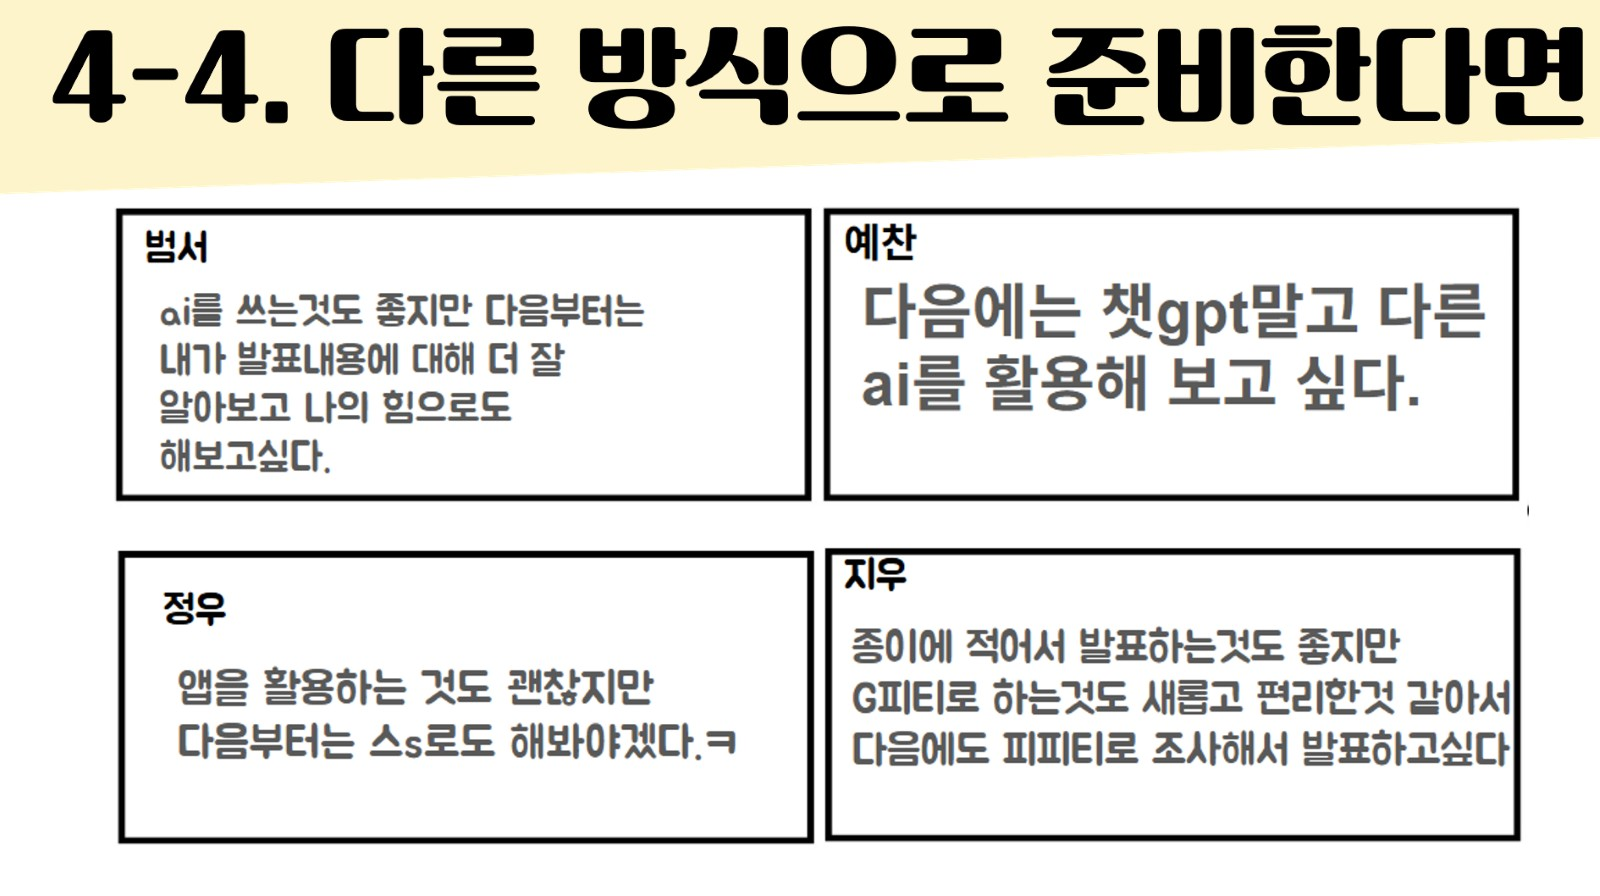 4-4. 다른 방식으로 준비한다면
범서
ai를 쓰는것도 좋지만 다음부터는
내가 발표내용에 대해 더 잘
알아보고 나의 힘으로도
해보고싶다.
예찬
다음에는 챗gpt말고 다른
ai를 활용해 보고 싶다.
정우
앱을 활용하는 것도 괜찮지만
다음부터는 스s로도 해봐야겠다.ㅋ
지우
종이에 적어서 발표하는것도 좋지만
G피티로 하는것도 새롭고 편리한것 같아서
다음에도 피피티로 조사해서 발표하고싶다